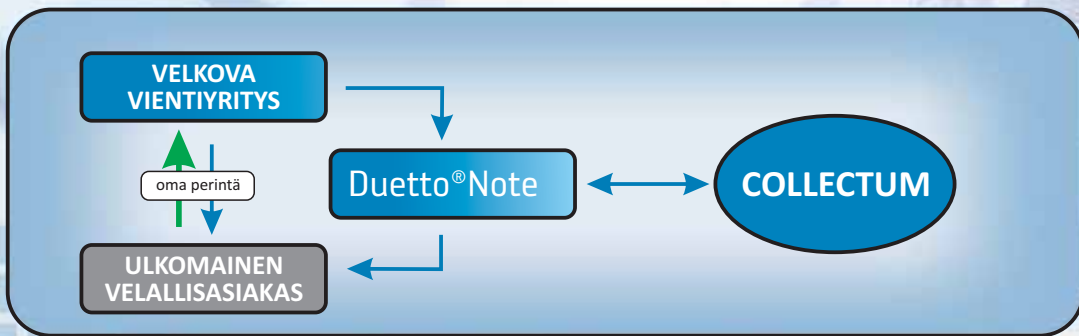 VELKOVA
VIENTIYRITYS
oma perintä
Duetto®Note
COLLECTUM
ULKOMAINEN
VELALLISASIAKAS